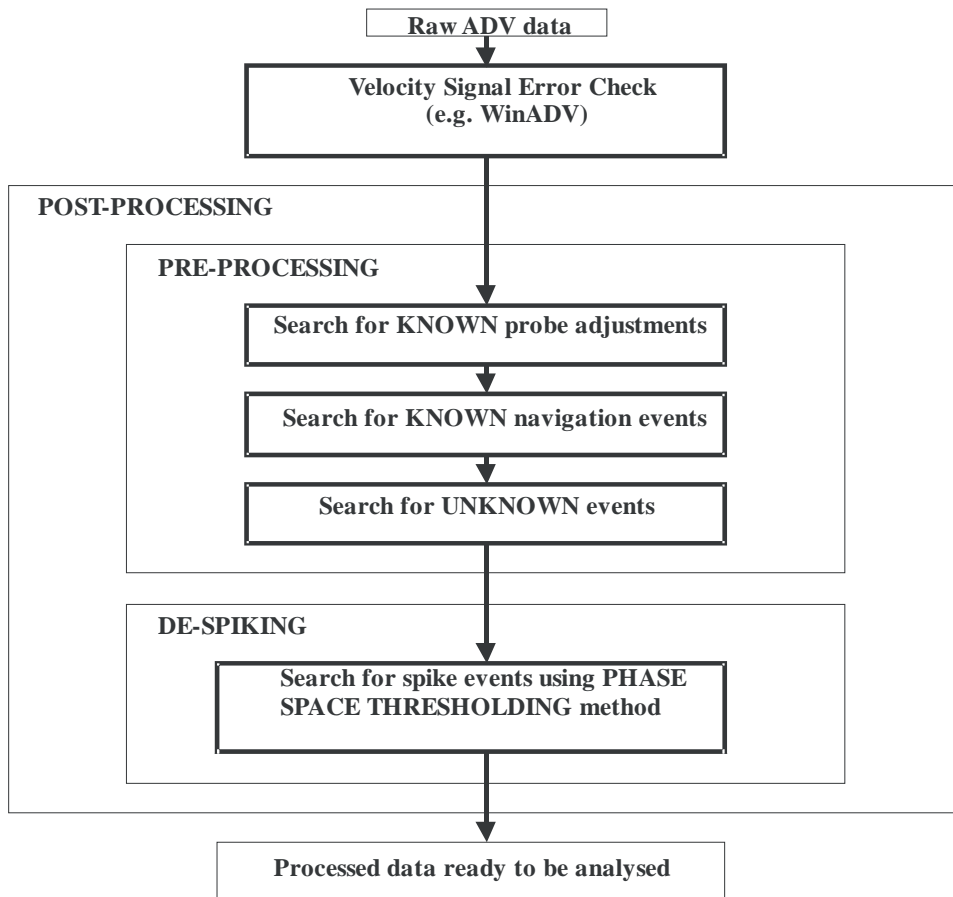 Raw ADV data
Velocity Signal Error Check
(e.g. WinADV)
POST-PROCESSING
PRE-PROCESSING
Search for KNOWN probe adjustments
Search for KNOWN navigation events
Search for UNKNOWN events
DE-SPIKING
Search for spike events using PHASE
SPACE THRESHOLDING method
Processed data ready to be analysed